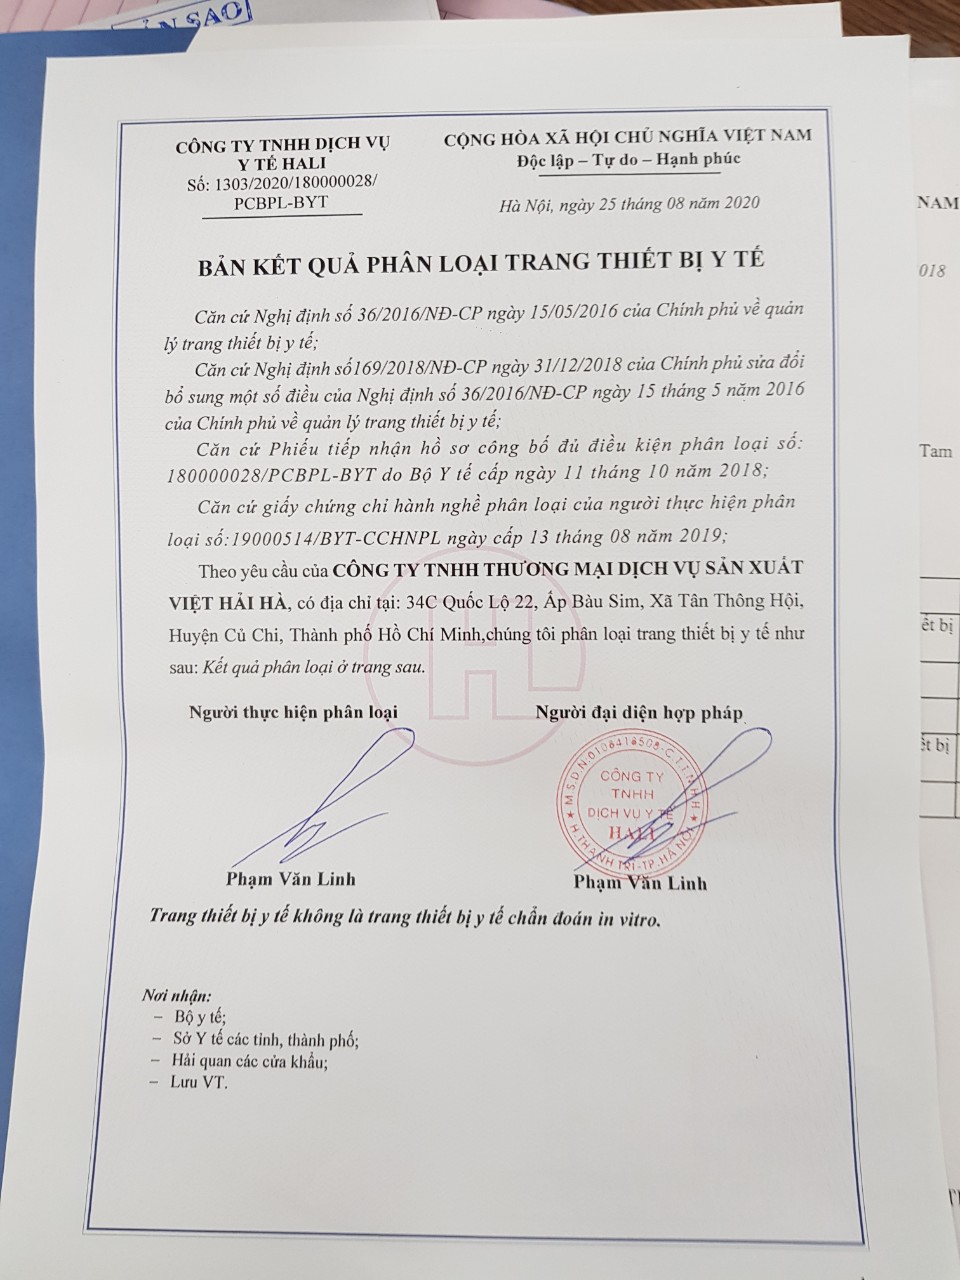 ẢN SAO
CÔNG TY TNHH DỊCH VỤ
Y TẾ HALI
Số: 1303/2020/180000028/
PCBPL-BYT
CỘNG HÒA XÃ HỘI CHỦ NGHĨA VIỆT NAM
Độc lập – Tự do – Hạnh phúc
Hà Nội, ngày 25 tháng 08 năm 2020
BẢN KẾT QUẢ PHÂN LOẠI TRANG THIẾT BỊ Y TẾ
Căn cứ Nghị định số 36/2016/NĐ-CP ngày 15/05/2016 của Chính phủ về quản
lý trang thiết bị y tế;
Căn cứ Nghị định số169/2018/NĐ-CP ngày 31/12/2018 của Chính phủ sửa đổi
bổ sung một số điều của Nghị định số 36/2016/NĐ-CP ngày 15 tháng 5 năm 2016
của Chính phủ về quản lý trang thiết bị y tế;
Căn cứ Phiếu tiếp nhận hồ sơ công bố đủ điều kiện phân loại số:
180000028/PCBPL-BYT do Bộ Y tế cấp ngày 11 tháng 10 năm 2018;
Căn cứ giấy chứng chỉ hành nghề phân loại của người thực hiện phân
loại số:19000514/BYT-CCHNPL ngày cấp 13 tháng 08 năm 2019;
Theo yêu cầu của CÔNG TY TNHH THƯƠNG MẠI DỊCH VỤ SẢN XUẤT
VIỆT HẢI HÀ, có địa chỉ tại: 34C Quốc Lộ 22, Ấp Bàu Sim, Xã Tân Thông Hội,
Huyện Củ Chi, Thành phố Hồ Chí Minh,chúng tôi phân loại trang thiết bị y tế như
sau: Kết quả phân loại ở trang sau.
Người thực hiện phân loại
Người đại diện hợp pháp
M.S.D.N:0106418508-C.T.T.N.H.H
CÔNG TY
TNHH
DỊCH VỤ Y TẾ
HALI
H.THANH TRÌ-TP.HÀ NỘI
Phạm Văn Linh
Phạm Văn Linh
Trang thiết bị y tế không là trang thiết bị y tế chẩn đoán in vitro.
Nơi nhận:
– Bộ y tế;
– Sở Y tế các tỉnh, thành phố;
– Hải quan các cửa khẩu;
– Lưu VT.
NAM
018
Tam
ết bị
ết bị